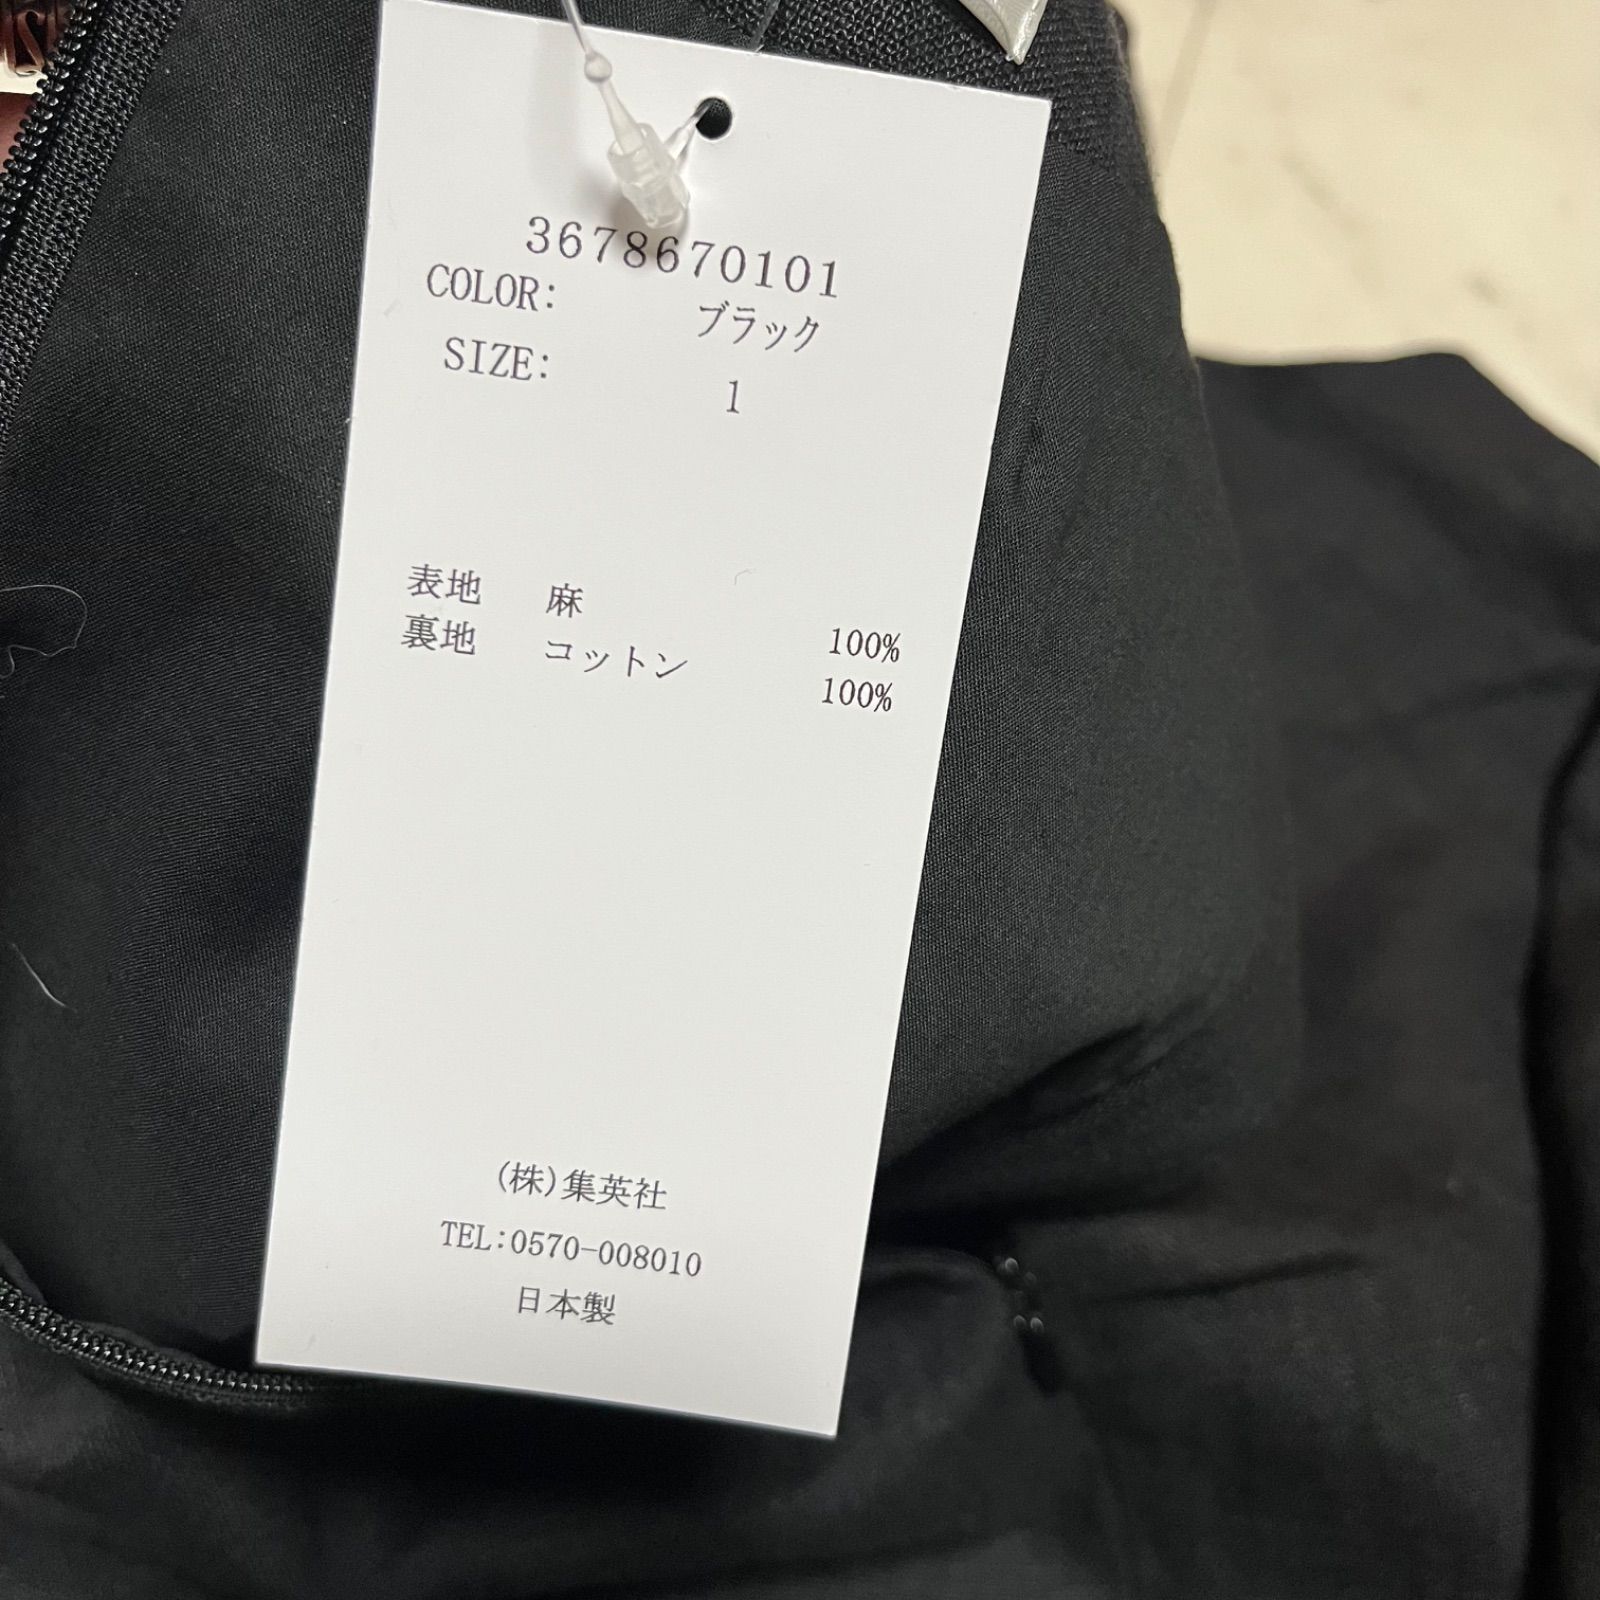 3678670101
COLOR: ブラック
SIZE: 1
表地 麻 100%
裏地 コットン 100%
(株)集英社
TEL:0570-008010
日本製